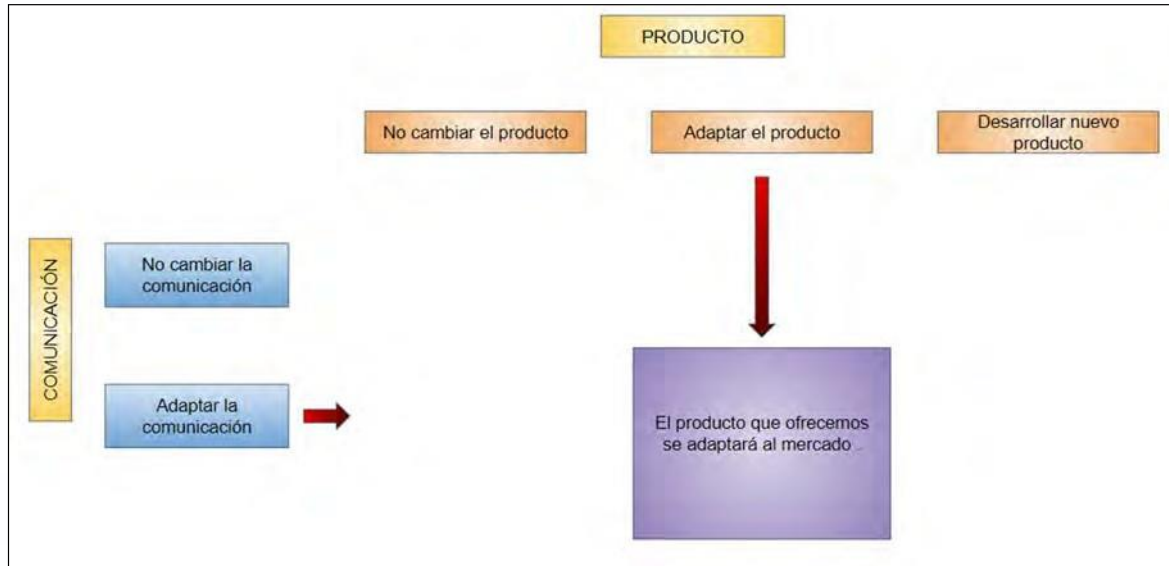 PRODUCTO
No cambiar el producto
Adaptar el producto
Desarrollar nuevo
producto
COMUNICACIÓN
No cambiar la
comunicación
Adaptar la
comunicación
El producto que ofrecemos
se adaptará al mercado